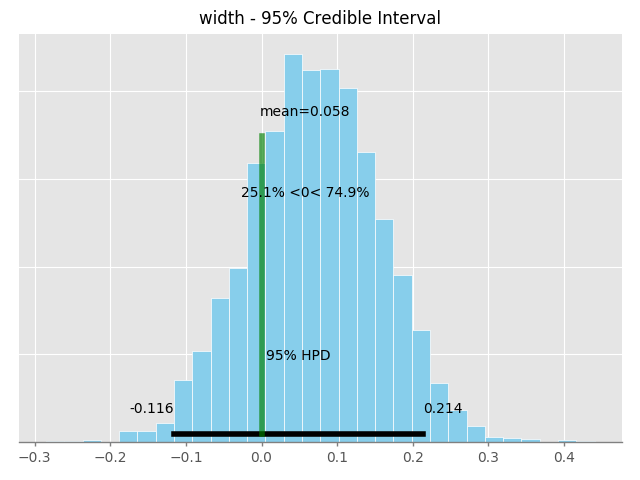 width - 95% Credible Interval
mean=0.058
25.1% <0< 74.9%
95% HPD
-0.116 0.214
−0.3 −0.2 −0.1 0.0 0.1 0.2 0.3 0.4